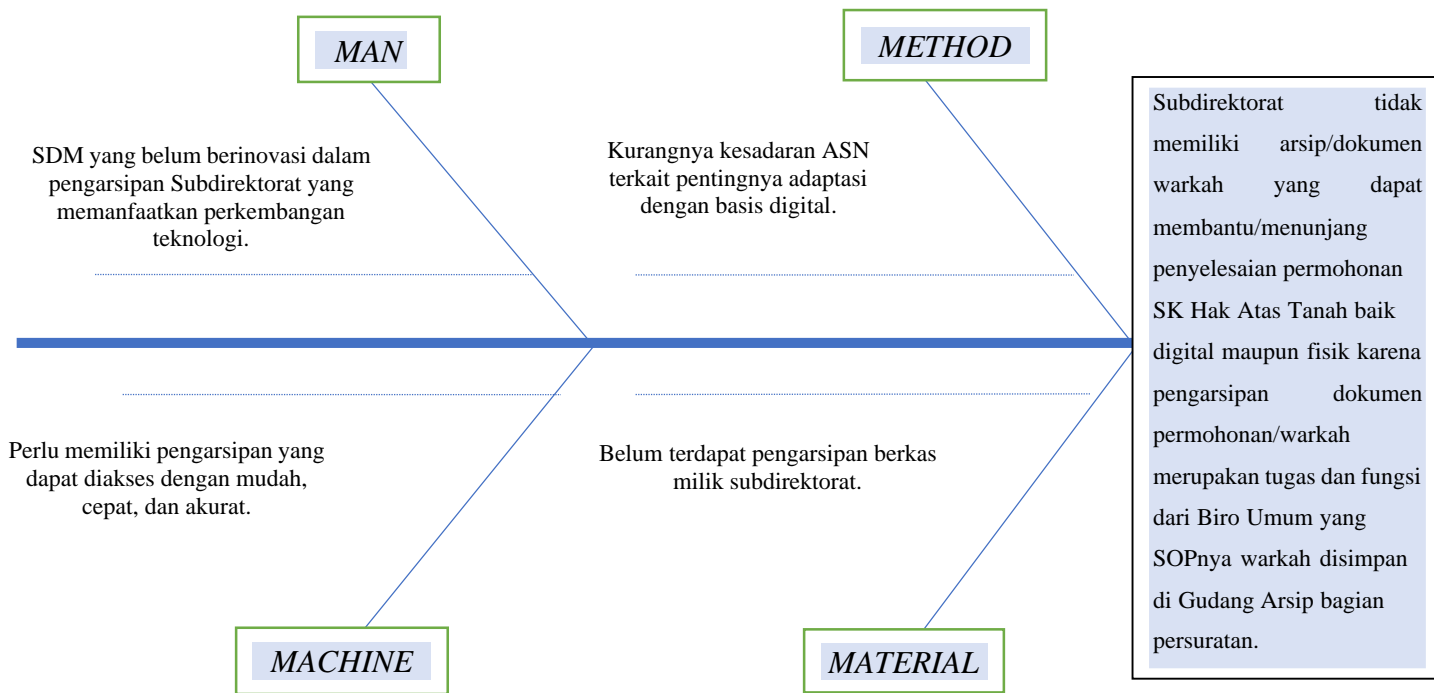 MAN
METHOD
SDM yang belum berinovasi dalam
pengarsipan Subdirektorat yang
memanfaatkan perkembangan
teknologi.
Kurangnya kesadaran ASN
terkait pentingnya adaptasi
dengan basis digital.
Perlu memiliki pengarsipan yang
dapat diakses dengan mudah,
cepat, dan akurat.
Belum terdapat pengarsipan berkas
milik subdirektorat.
MACHINE
MATERIAL
Subdirektorat tidak
memiliki arsip/dokumen
warkah yang dapat
membantu/menunjang
penyelesaian permohonan
SK Hak Atas Tanah baik
digital maupun fisik karena
pengarsipan dokumen
permohonan/warkah
merupakan tugas dan fungsi
dari Biro Umum yang
SOPnya warkah disimpan
di Gudang Arsip bagian
persuratan.